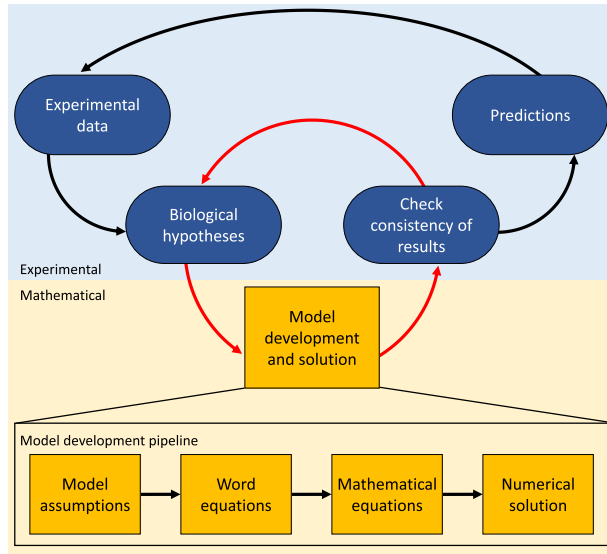 Experimental
data
Predictions
Biological
hypotheses
Check
consistency of
results
Experimental
Mathematical
Model
development
and solution
Model development pipeline
Model
assumptions
Word
equations
Mathematical
equations
Numerical
solution